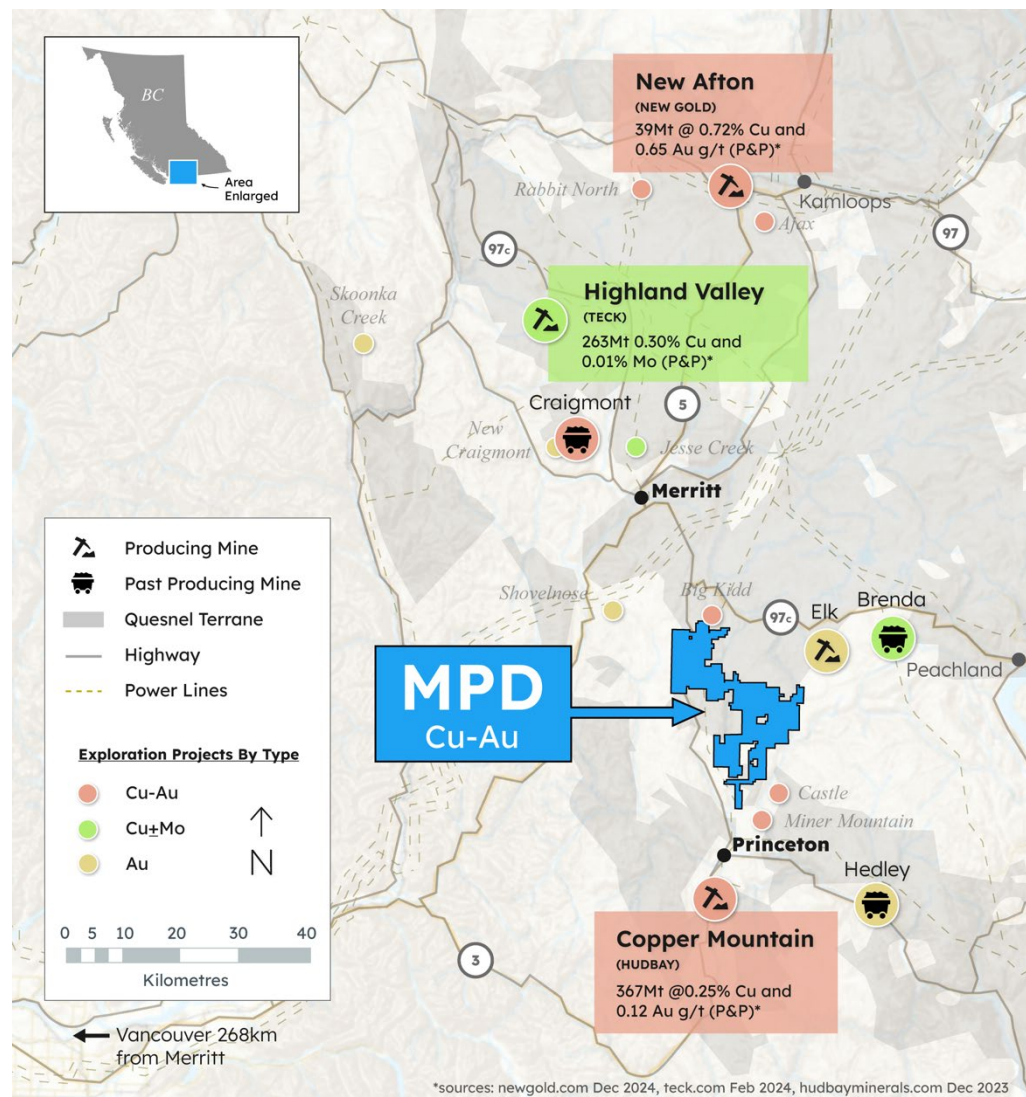 BC
Area
Enlarged
New Afton
(NEW GOLD)
39Mt @ 0.72% Cu and
0.65 Au g/t (P&P)*
Rabbit North
Kamloops
Ajax
97c
97
Skoonka
Creek
Highland Valley
(TECK)
263Mt 0.30% Cu and
0.01% Mo (P&P)*
Craigmont
5
New
Craigmont
Jesse Creek
Merritt
Producing Mine
Past Producing Mine
Quesnel Terrane
Highway
Power Lines
Exploration Projects By Type
Cu-Au
Cu±Mo
Au
N
0 5 10 20 30 40
Kilometres
Shovelnose
Big Kidd
97c
Elk
Brenda
Peachland
MPD
Cu-Au
Castle
Miner Mountain
Princeton
Hedley
Copper Mountain
(HUDBAY)
367Mt @0.25% Cu and
0.12 Au g/t (P&P)*
3
Vancouver 268km
from Merritt
*sources: newgold.com Dec 2024, teck.com Feb 2024, hudbayminerals.com Dec 2023